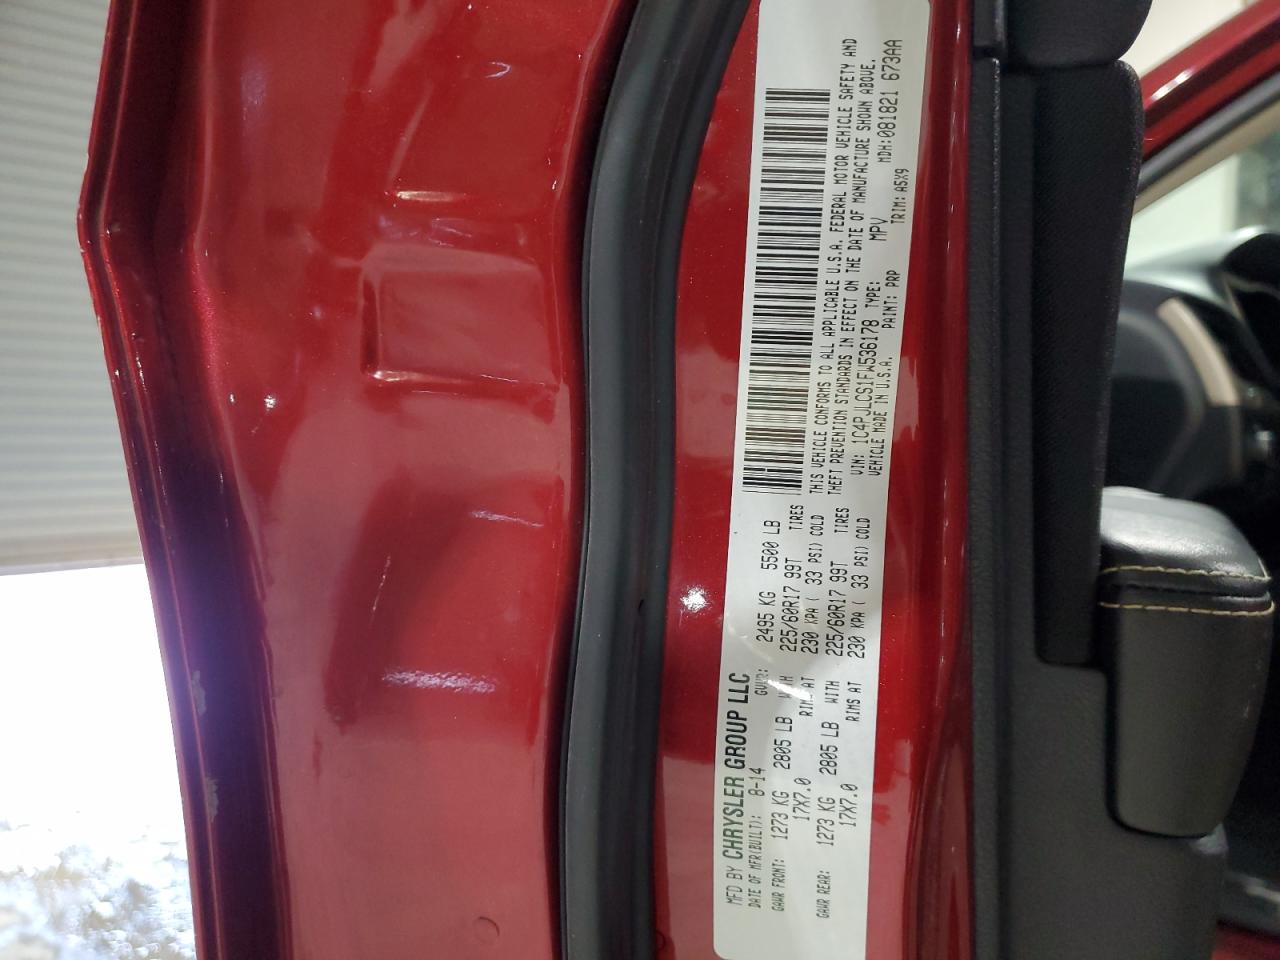 MFD BY CHRYSLER GROUP LLC
DATE OF MFR(BUILT): 8-14 GVWR: 2495 KG 5500 LB
GAWR FRONT: 1273 KG 2805 LB WITH 225/60R17 99T TIRES
17X7.0 RIMS AT 230 KPA ( 33 PSI) COLD
GAWR REAR: 1273 KG 2805 LB WITH 225/60R17 99T TIRES
17X7.0 RIMS AT 230 KPA ( 33 PSI) COLD
THIS VEHICLE CONFORMS TO ALL APPLICABLE U.S.A. FEDERAL MOTOR VEHICLE SAFETY AND
THEFT PREVENTION STANDARDS IN EFFECT ON THE DATE OF MANUFACTURE SHOWN ABOVE.
VIN: 1C4PJLCS1FW536178 TYPE: MPV MDH:081821 673AA
VEHICLE MADE IN U.S.A. PAINT: PRP TRIM: A5X9